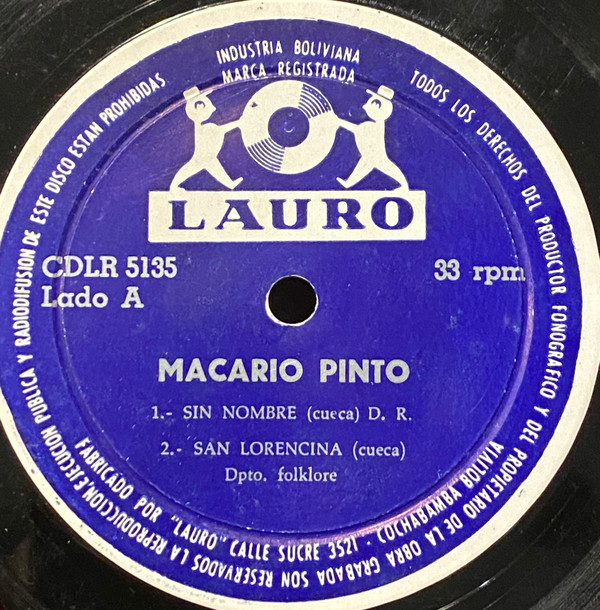 INDUSTRIA BOLIVIANA
MARCA REGISTRADA
LAURO
CDLR 5135
Lado A
33 rpm
MACARIO PINTO
1.- SIN NOMBRE (cueca) D. R.
2.- SAN LORENCINA (cueca)
Dpto. folklore
FABRICADO POR "LAURO" CALLE SUCRE 3521 · COCHABAMBA BOLIVIA
TODOS LOS DERECHOS DEL PRODUCTOR FONOGRAFICO Y DEL PROPIETARIO DE LA OBRA GRABADA SON RESERVADOS LA REPRODUCCION, EJECUCION PUBLICA Y RADIODIFUSION DE ESTE DISCO ESTAN PROHIBIDAS